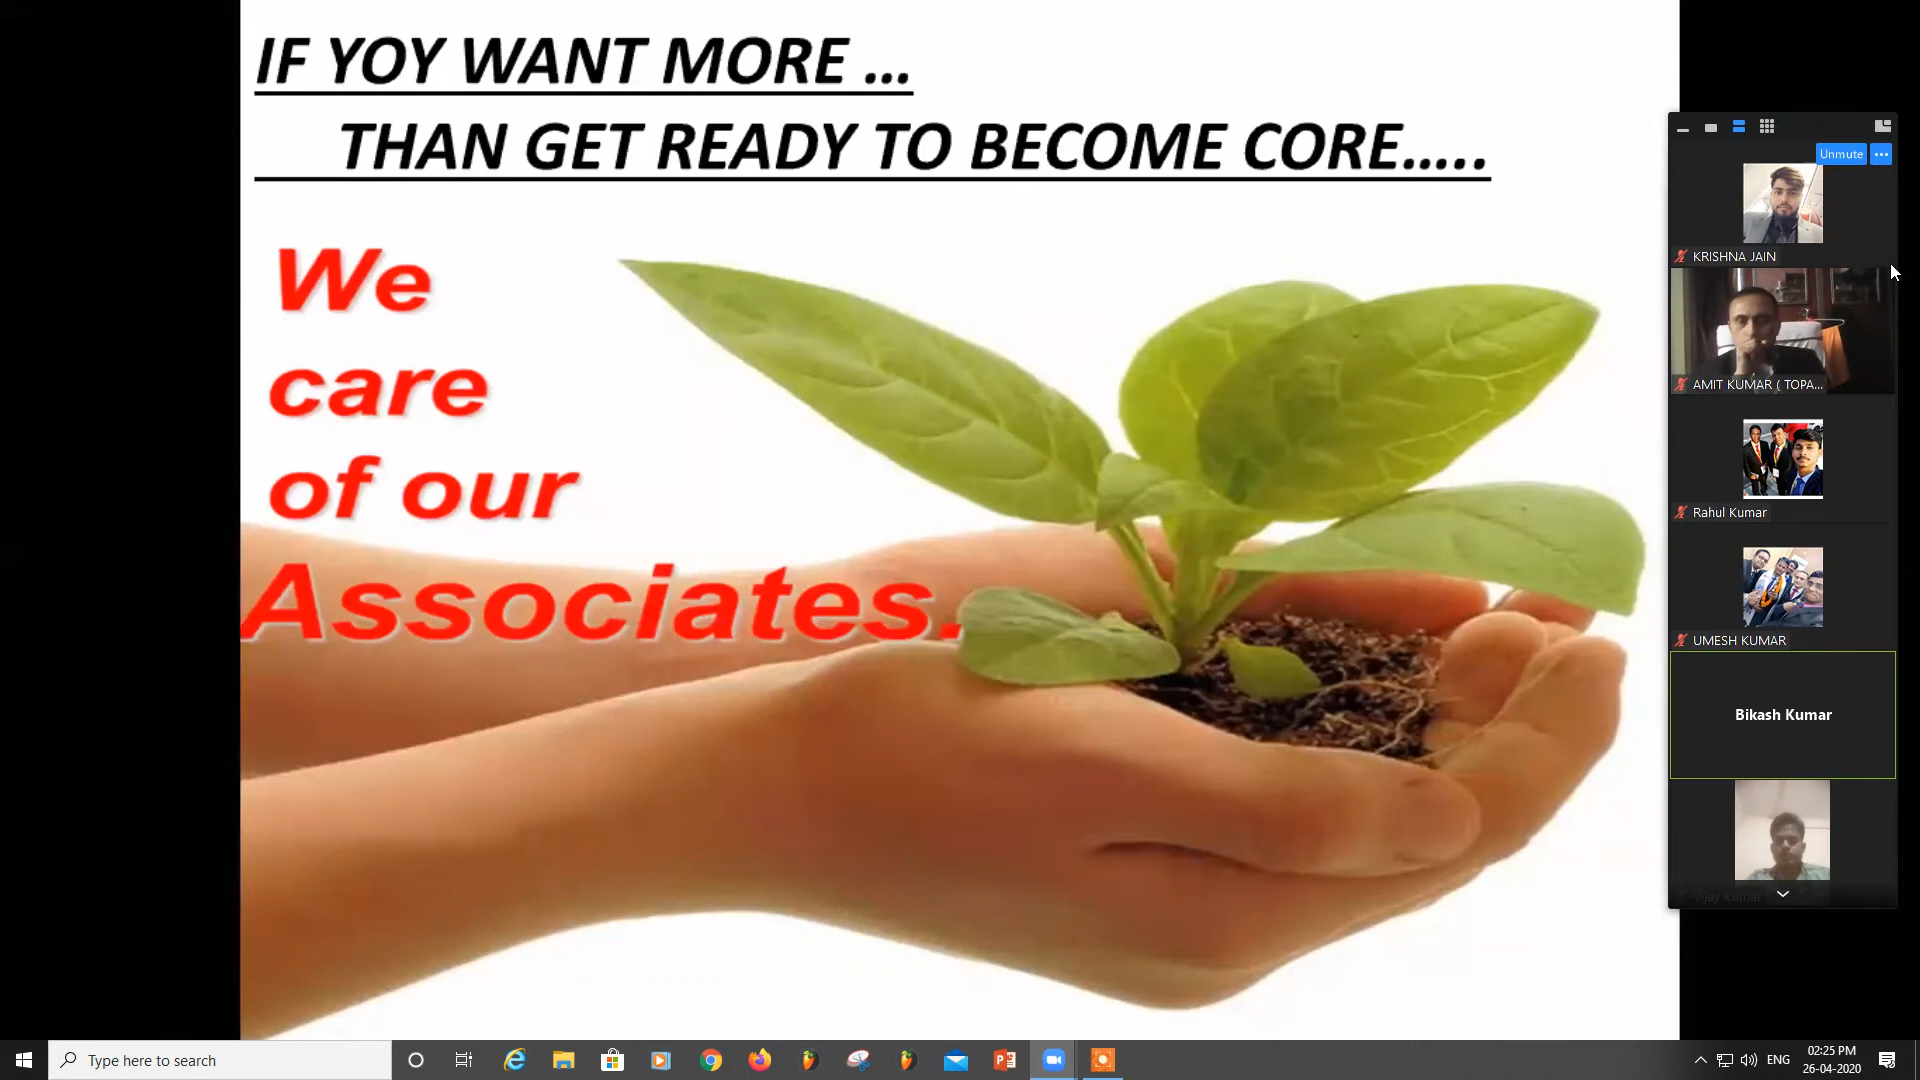 IF YOY WANT MORE ...
THAN GET READY TO BECOME CORE.....
We
care
of our
Associates.
Unmute
KRISHNA JAIN
AMIT KUMAR ( TOPA...
Rahul Kumar
UMESH KUMAR
Bikash Kumar
Vijay Kumar
Type here to search
ENG
02:25 PM
26-04-2020